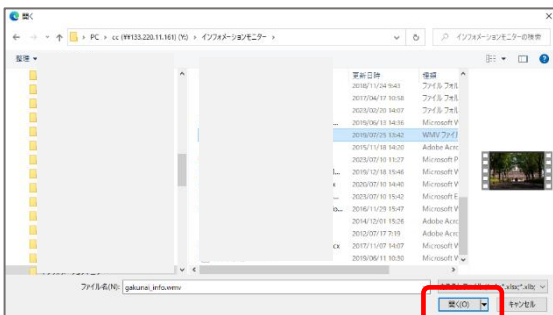 開く
PC › cc (¥¥133.220.11.161) (Y:) › インフォメーションモニター ›
インフォメーションモニターの検索
整理
更新日時 種類
2018/11/24 9:43 ファイル フォル
2017/04/17 10:58 ファイル フォル
2023/02/20 14:07 ファイル フォル
... 2019/06/13 14:36 Microsoft W
2019/07/25 13:42 WMV ファイ
2015/11/18 14:20 Adobe Acro
2023/07/10 11:27 Microsoft P
... 2019/12/18 15:46 Microsoft W
x 2020/07/10 14:40 Microsoft W
2023/07/10 15:42 Microsoft E
o... 2016/11/29 15:47 Microsoft W
2014/12/01 15:26 Adobe Acro
2012/07/17 7:19 Adobe Acro
cx 2017/11/07 14:07 Microsoft W
2019/06/11 10:30 Microsoft W
ファイル名(N): gakunai_info.wmv
開く(O) キャンセル